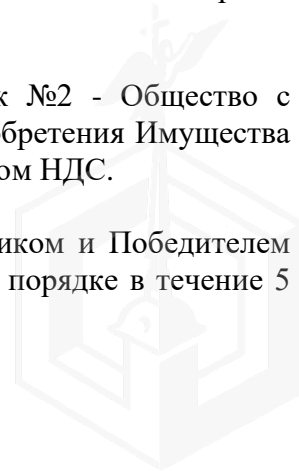 к №2 - Общество с
обретения Имущества
ом НДС.
иком и Победителем
порядке в течение 5